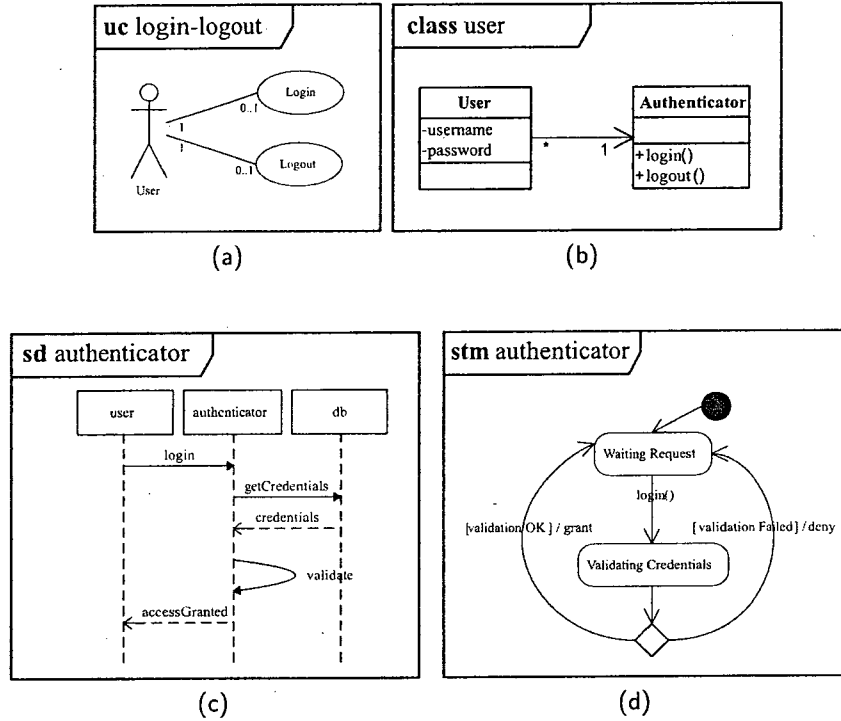 uc login-logout
Login
1
0..1
1
0..1
Logout
User
(a)
class user
User
-username
-password
*
1
Authenticator
+login()
+logout()
(b)
sd authenticator
user
authenticator
db
login
getCredentials
credentials
validate
accessGranted
(c)
stm authenticator
Waiting Request
login()
[validation OK] / grant
[validation Failed] / deny
Validating Credentials
(d)